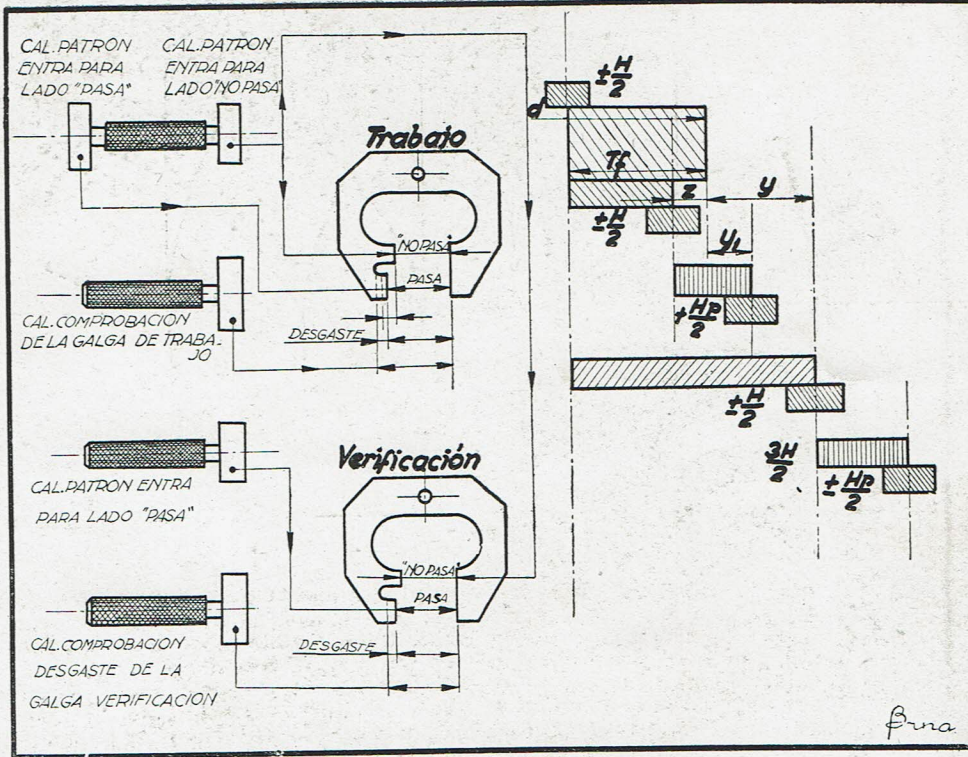 CAL. PATRON
ENTRA PARA
LADO "PASA"
CAL. PATRON
ENTRA PARA
LADO "NO PASA"
Trabajo
"NO PASA"
PASA
DESGASTE
CAL. COMPROBACION
DE LA GALGA DE TRABA-
JO
Verificación
"NO PASA"
PASA
DESGASTE
CAL. PATRON ENTRA
PARA LADO "PASA"
CAL. COMPROBACION
DESGASTE DE LA
GALGA VERIFICACION
±H/2
d
Tf
z
y
±H/2
y1
+Hp/2
±H/2
3H/2
±Hp/2